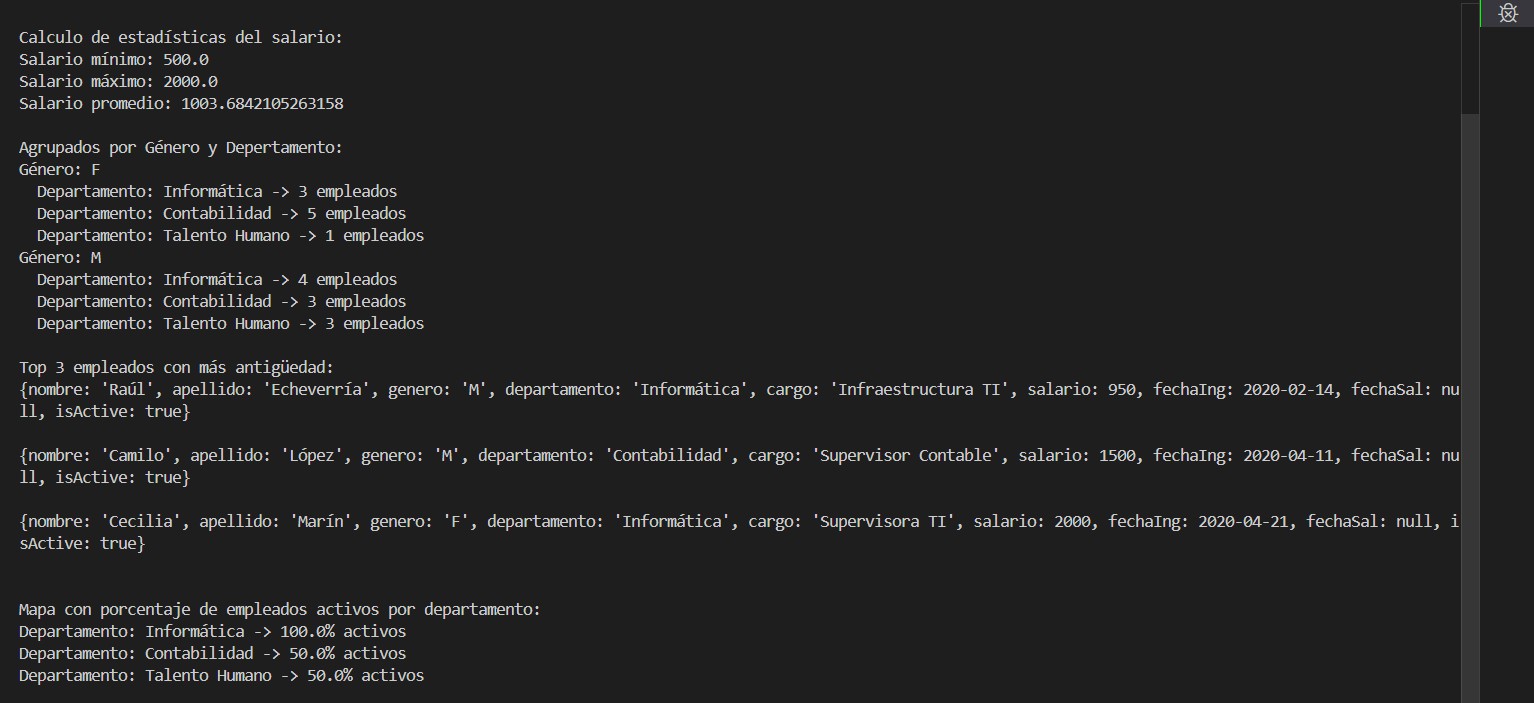 Calculo de estadísticas del salario:
Salario mínimo: 500.0
Salario máximo: 2000.0
Salario promedio: 1003.6842105263158
Agrupados por Género y Depertamento:
Género: F
Departamento: Informática -> 3 empleados
Departamento: Contabilidad -> 5 empleados
Departamento: Talento Humano -> 1 empleados
Género: M
Departamento: Informática -> 4 empleados
Departamento: Contabilidad -> 3 empleados
Departamento: Talento Humano -> 3 empleados
Top 3 empleados con más antigüedad:
{nombre: 'Raúl', apellido: 'Echeverría', genero: 'M', departamento: 'Informática', cargo: 'Infraestructura TI', salario: 950, fechaIng: 2020-02-14, fechaSal: nu
ll, isActive: true}
{nombre: 'Camilo', apellido: 'López', genero: 'M', departamento: 'Contabilidad', cargo: 'Supervisor Contable', salario: 1500, fechaIng: 2020-04-11, fechaSal: nu
ll, isActive: true}
{nombre: 'Cecilia', apellido: 'Marín', genero: 'F', departamento: 'Informática', cargo: 'Supervisora TI', salario: 2000, fechaIng: 2020-04-21, fechaSal: null, i
sActive: true}
Mapa con porcentaje de empleados activos por departamento:
Departamento: Informática -> 100.0% activos
Departamento: Contabilidad -> 50.0% activos
Departamento: Talento Humano -> 50.0% activos